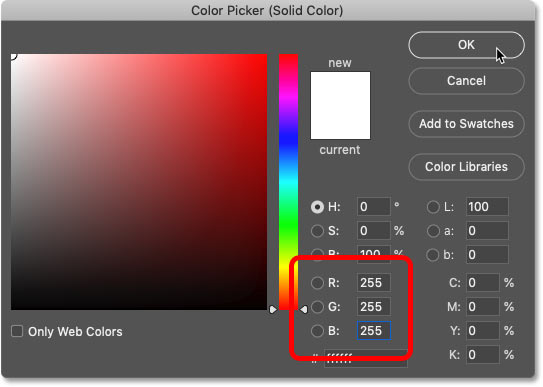 Color Picker (Solid Color)
new
current
OK
Cancel
Add to Swatches
Color Libraries
H: 0 °
S: 0 %
B: 100 %
R: 255
G: 255
B: 255
# ffffff
L: 100
a: 0
b: 0
C: 0 %
M: 0 %
Y: 0 %
K: 0 %
Only Web Colors